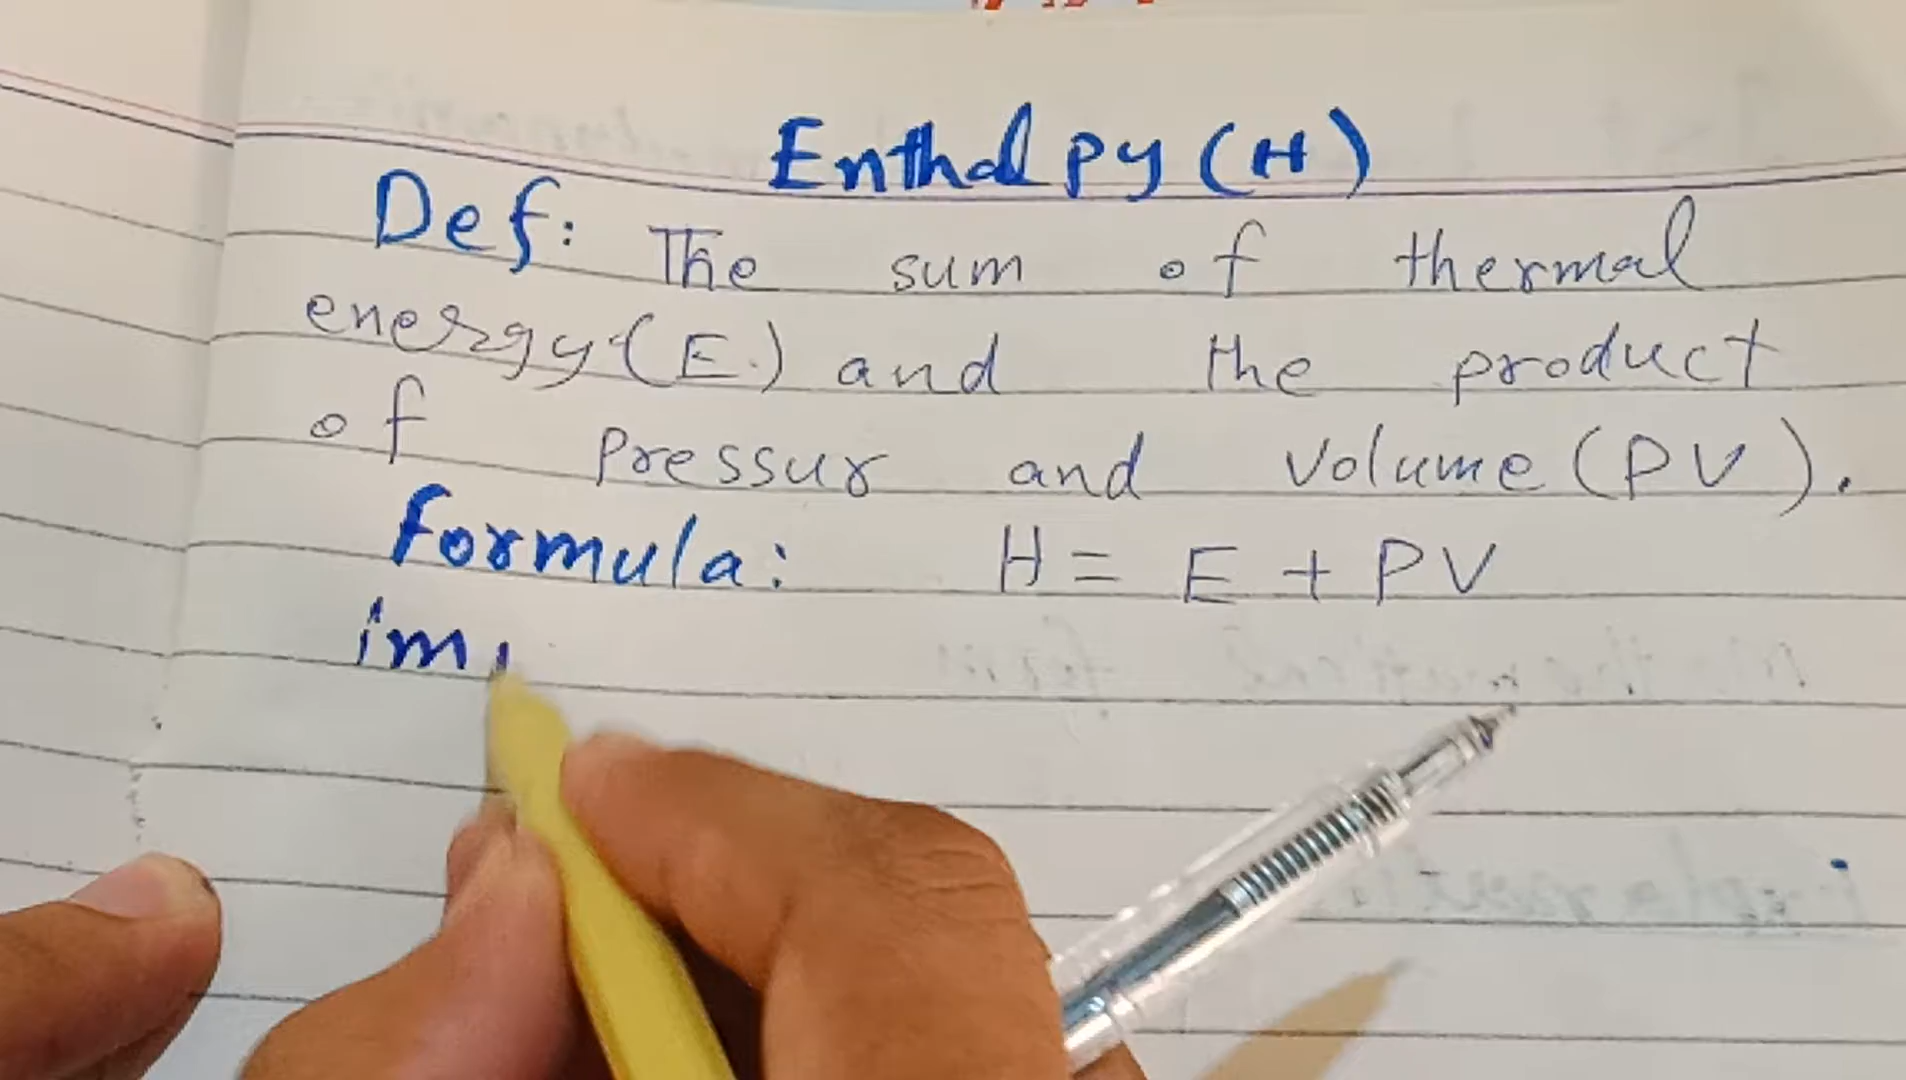 Enthalpy (H)
Def: The sum of thermal
energy (E.) and the product
of Pressur and volume (PV).
Formula: H = E + PV
im